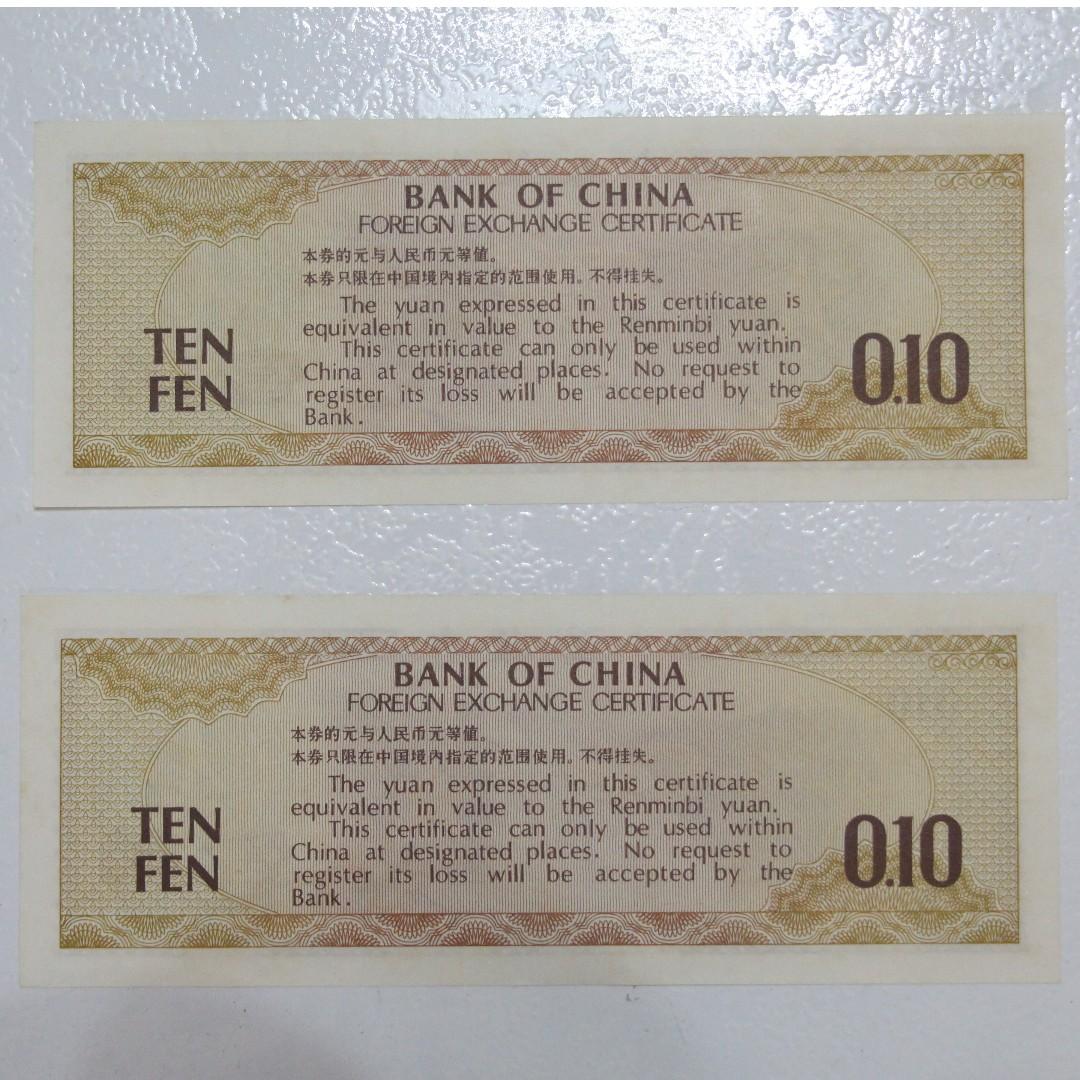 BANK OF CHINA
FOREIGN EXCHANGE CERTIFICATE
本券的元与人民币元等值。
本券只限在中国境内指定的范围使用。不得挂失。
The yuan expressed in this certificate is
equivalent in value to the Renminbi yuan.
This certificate can only be used within
China at designated places. No request to
register its loss will be accepted by the
Bank.
TEN
FEN
0.10
BANK OF CHINA
FOREIGN EXCHANGE CERTIFICATE
本券的元与人民币元等值。
本券只限在中国境内指定的范围使用。不得挂失。
The yuan expressed in this certificate is
equivalent in value to the Renminbi yuan.
This certificate can only be used within
China at designated places. No request to
register its loss will be accepted by the
Bank.
TEN
FEN
0.10